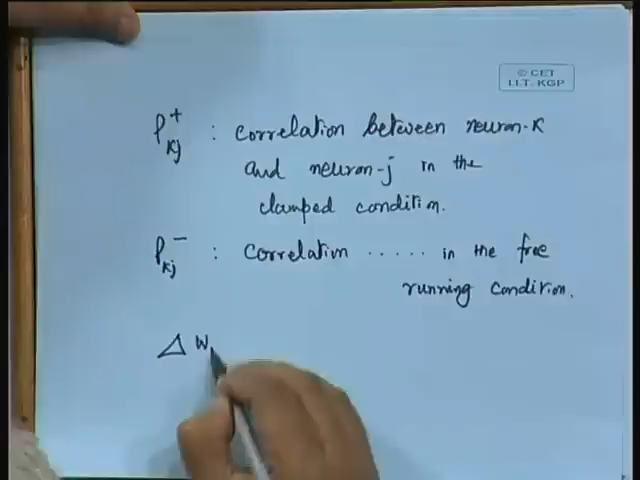 © CET
I.I.T. KGP
ρ⁺kj : correlation between neuron-k
and neuron-j in the
clamped condition.
ρ⁻kj : correlation ..... in the free
running condition.
Δ W